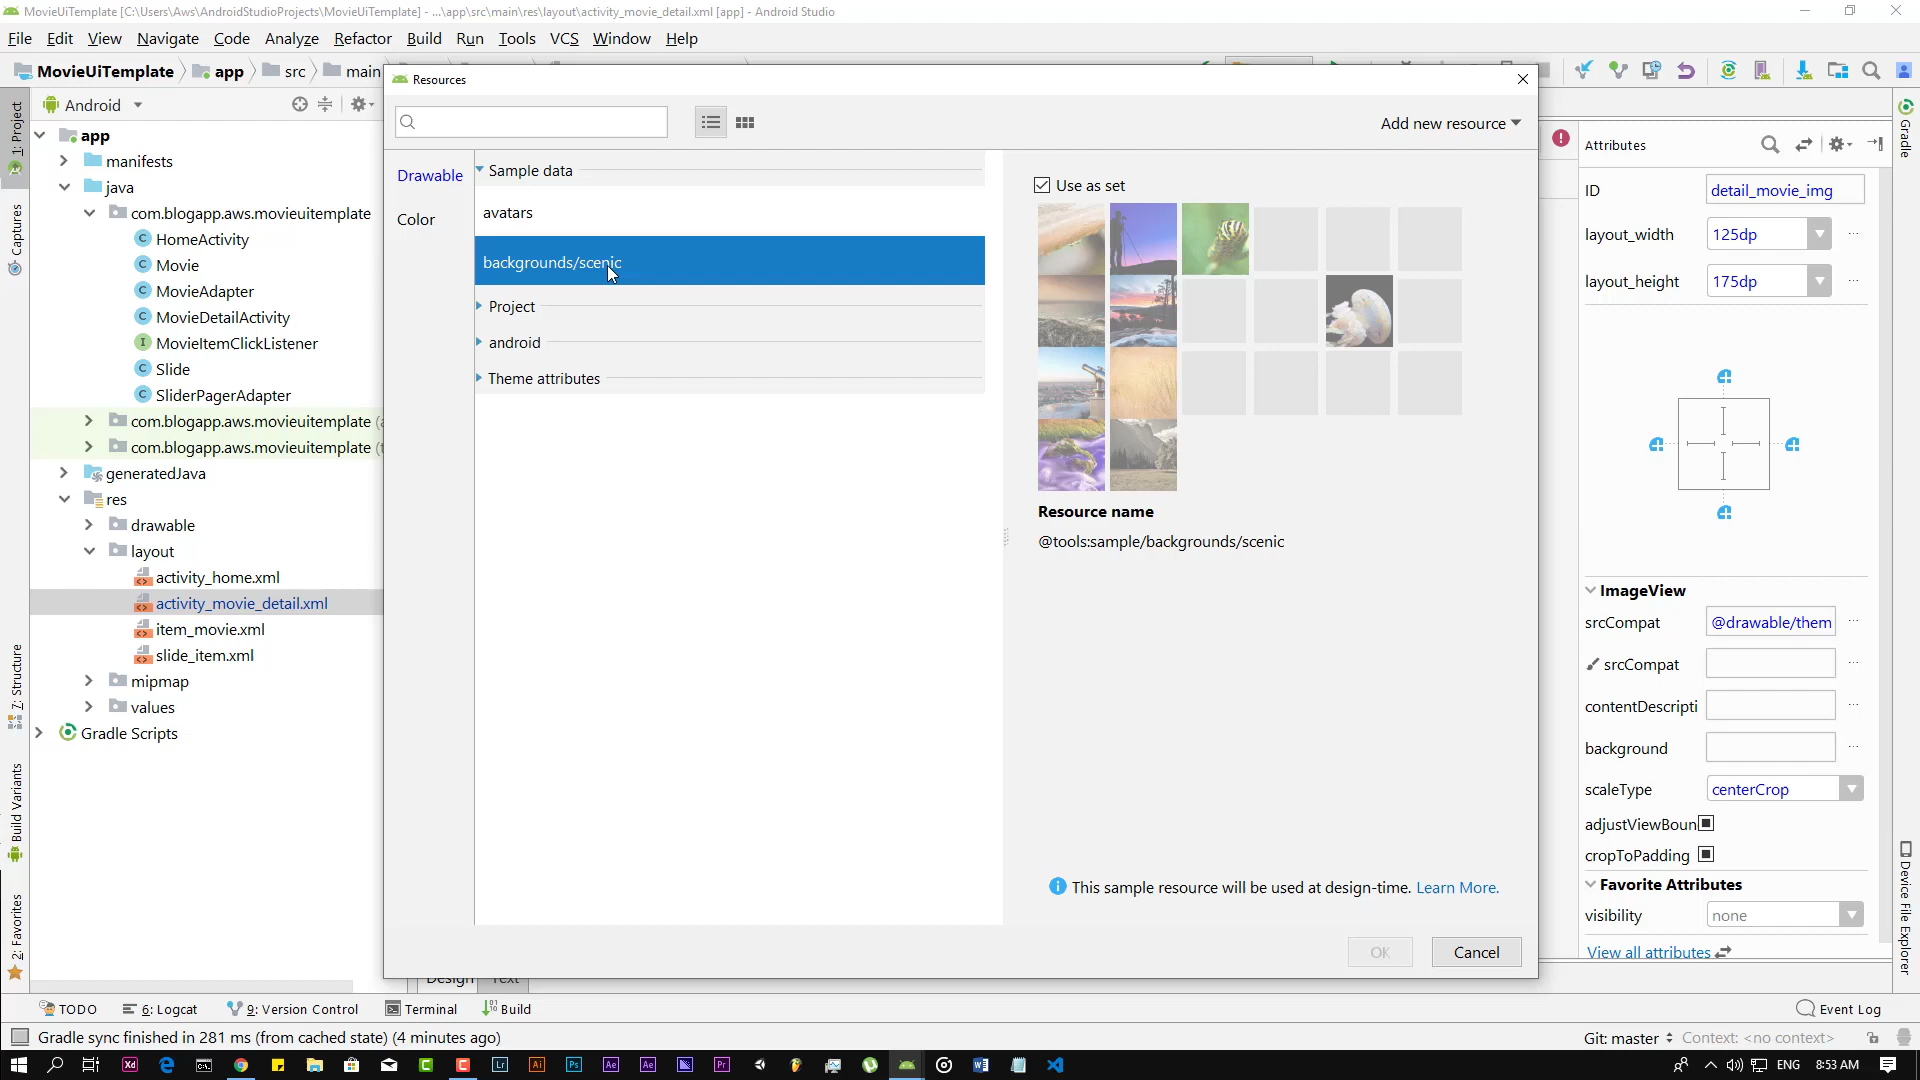 MovieUiTemplate [C:\Users\Aws\AndroidStudioProjects\MovieUiTemplate] - ...\app\src\main\res\layout\activity_movie_detail.xml [app] - Android Studio
File Edit View Navigate Code Analyze Refactor Build Run Tools VCS Window Help
MovieUiTemplate app src main
Resources
Android
Add new resource
1: Project
Captures
7: Structure
Build Variants
2: Favorites
app
manifests
java
com.blogapp.aws.movieuitemplate
HomeActivity
Movie
MovieAdapter
MovieDetailActivity
MovieItemClickListener
Slide
SliderPagerAdapter
com.blogapp.aws.movieuitemplate (a
com.blogapp.aws.movieuitemplate (t
generatedJava
res
drawable
layout
activity_home.xml
activity_movie_detail.xml
item_movie.xml
slide_item.xml
mipmap
values
Gradle Scripts
Drawable
Color
Sample data
avatars
backgrounds/scenic
Project
android
Theme attributes
Use as set
Resource name
@tools:sample/backgrounds/scenic
This sample resource will be used at design-time. Learn More.
OK Cancel
Design Text
Attributes
ID detail_movie_img
layout_width 125dp
layout_height 175dp
ImageView
srcCompat @drawable/them
srcCompat
contentDescripti
background
scaleType centerCrop
adjustViewBoun
cropToPadding
Favorite Attributes
visibility none
View all attributes
Gradle
Device File Explorer
TODO 6: Logcat 9: Version Control Terminal Build Event Log
Gradle sync finished in 281 ms (from cached state) (4 minutes ago) Git: master Context: <no context>
ENG 8:53 AM